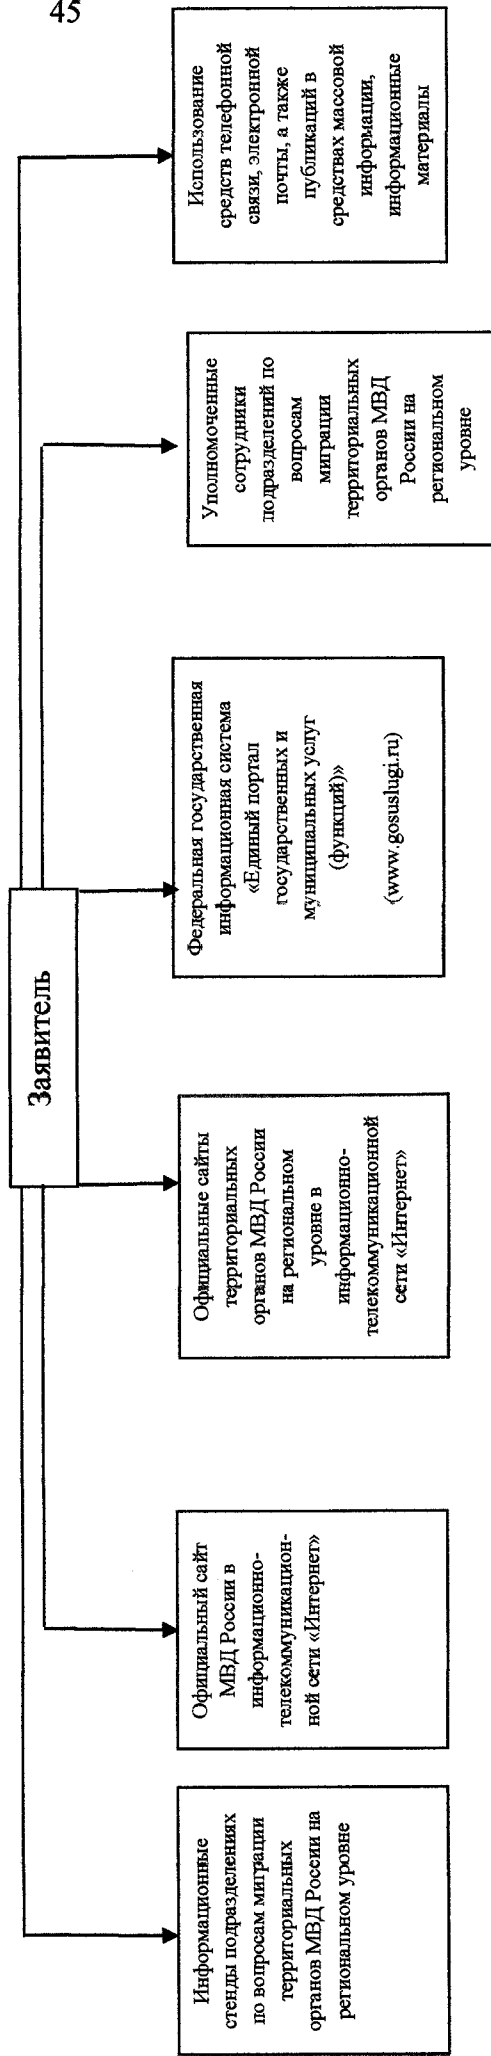 45
Заявитель
Информационные
стенды подразделениях
по вопросам миграции
территориальных
органов МВД России на
региональном уровне
Официальный сайт
МВД России в
информационно-
телекоммуникацион-
ной сети «Интернет»
Официальные сайты
территориальных
органов МВД России
на региональном
уровне в
информационно-
телекоммуникационной
сети «Интернет»
Федеральная государственная
информационная система
«Единый портал
государственных и
муниципальных услуг
(функций)»
(www.gosuslugi.ru)
Уполномоченные
сотрудники
подразделений по
вопросам
миграции
территориальных
органов МВД
России на
региональном
уровне
Использование
средств телефонной
связи, электронной
почты, а также
публикаций в
средствах массовой
информации,
информационные
материалы